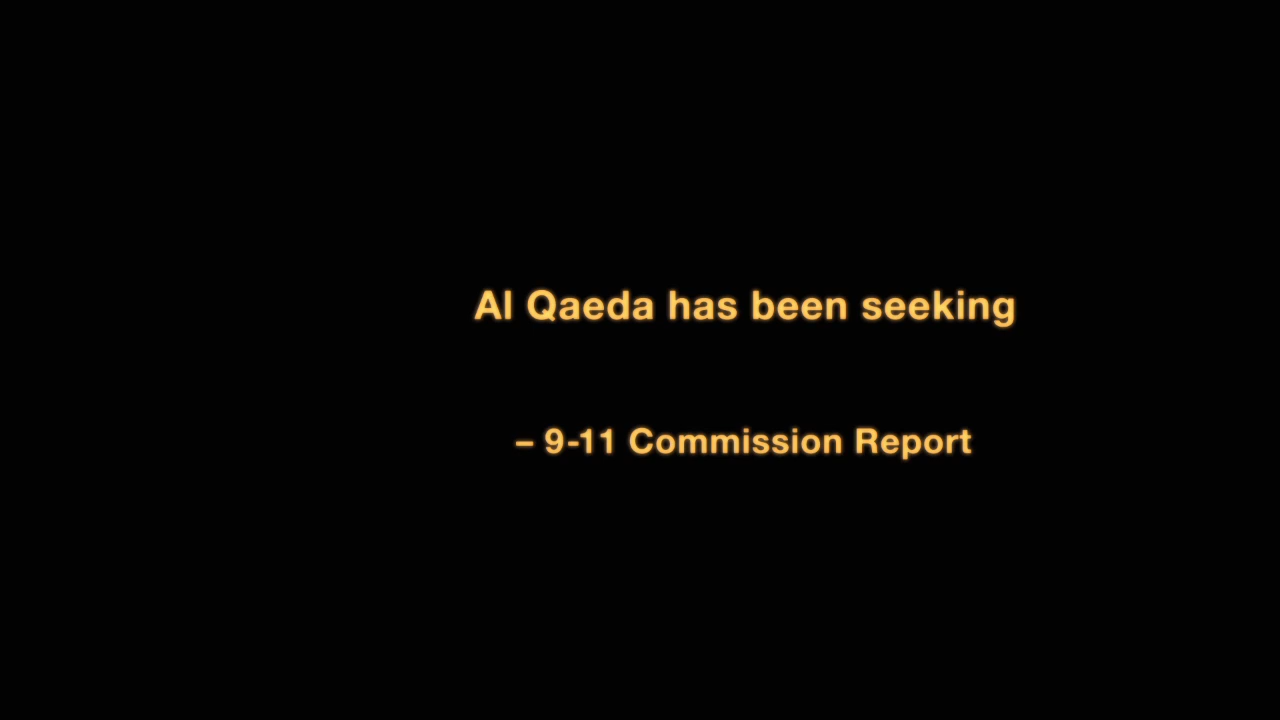 Al Qaeda has been seeking
– 9-11 Commission Report